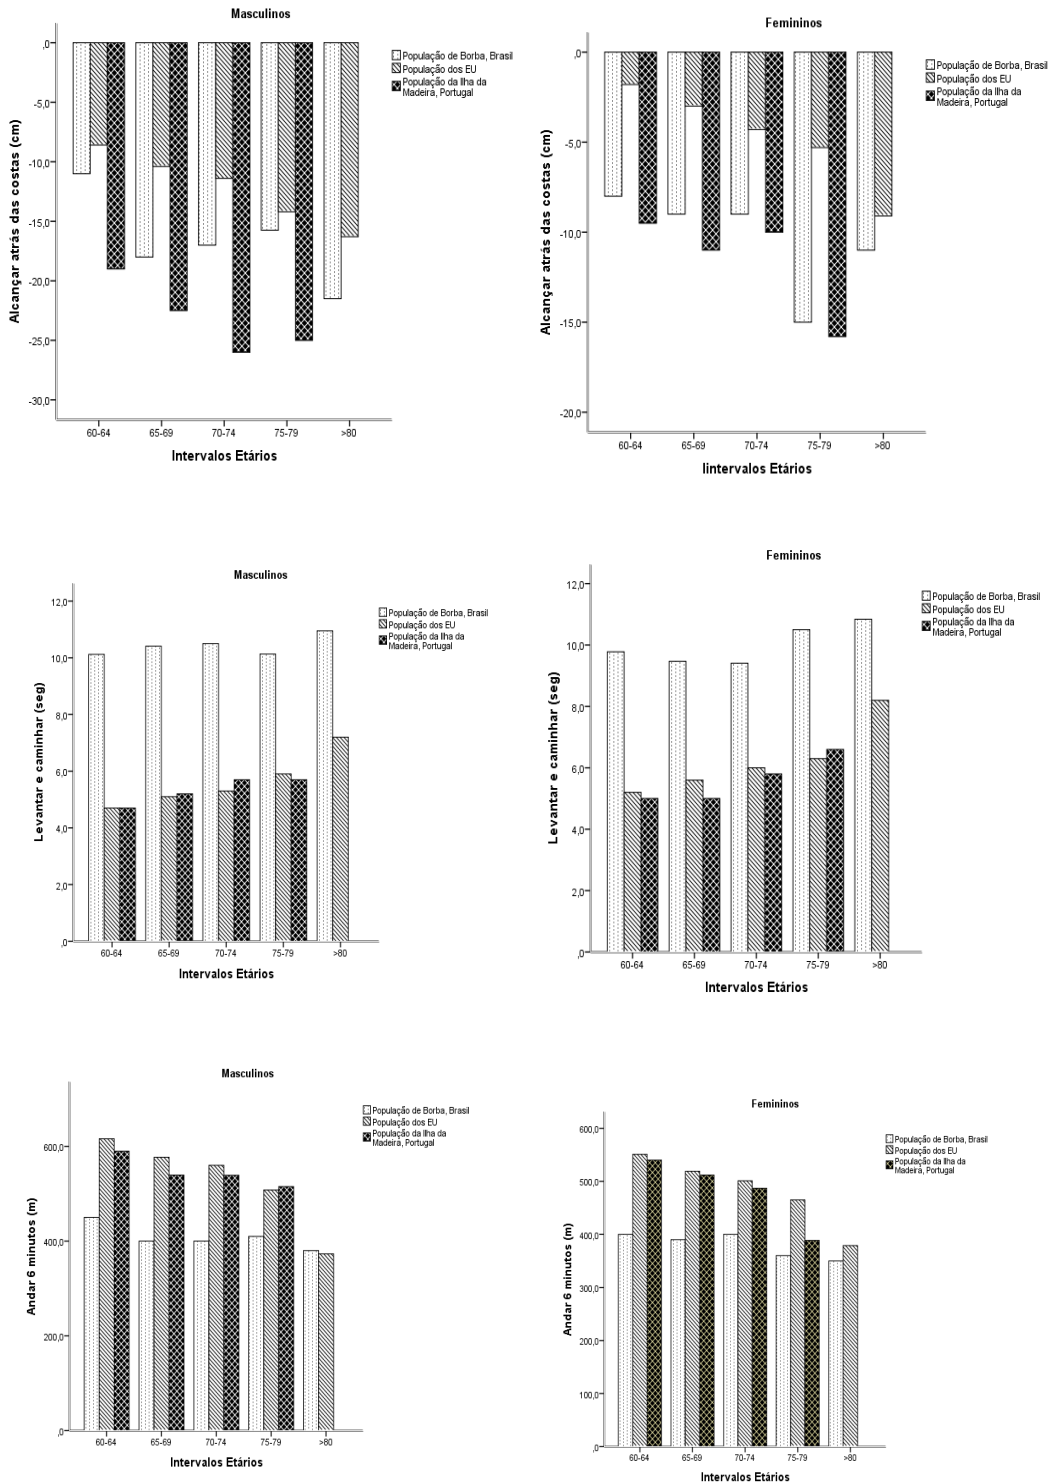 Masculinos
Alcançar atrás das costas (cm)
,0
-5,0
-10,0
-15,0
-20,0
-25,0
-30,0
60-64 65-69 70-74 75-79 >80
Intervalos Etários
População de Borba, Brasil
População dos EU
População da Ilha da
Madeira, Portugal
Femininos
Alcançar atrás das costas (cm)
,0
-5,0
-10,0
-15,0
-20,0
60-64 65-69 70-74 75-79 >80
Iintervalos Etários
População de Borba, Brasil
População dos EU
População da Ilha da
Madeira, Portugal
Masculinos
Levantar e caminhar (seg)
12,0
10,0
8,0
6,0
4,0
2,0
,0
60-64 65-69 70-74 75-79 >80
Intervalos Etários
População de Borba, Brasil
População dos EU
População da Ilha da
Madeira, Portugal
Femininos
Levantar e caminhar (seg)
12,0
10,0
8,0
6,0
4,0
2,0
,0
60-64 65-69 70-74 75-79 >80
Intervalos Etários
População de Borba, Brasil
População dos EU
População da Ilha da
Madeira, Portugal
Masculinos
Andar 6 minutos (m)
600,0
400,0
200,0
,0
60-64 65-69 70-74 75-79 >80
Intervalos Etários
População de Borba, Brasil
População dos EU
População da Ilha da
Madeira, Portugal
Femininos
Andar 6 minutos (m)
600,0
500,0
400,0
300,0
200,0
100,0
,0
60-64 65-69 70-74 75-79 >80
Intervalos Etários
População de Borba, Brasil
População dos EU
População da Ilha da
Madeira, Portugal